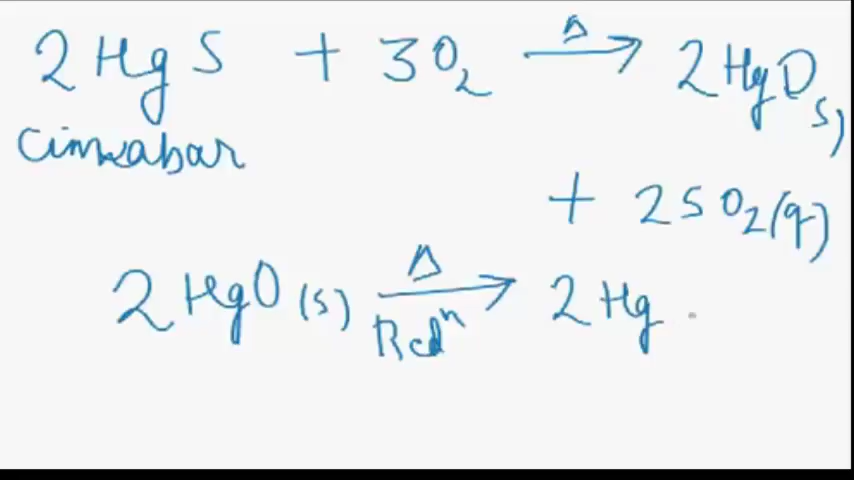 2HgS + 3O₂ —Δ→ 2HgO(s)
cinnabar
+ 2SO₂(g)
2HgO(s) —Δ/Redⁿ→ 2Hg